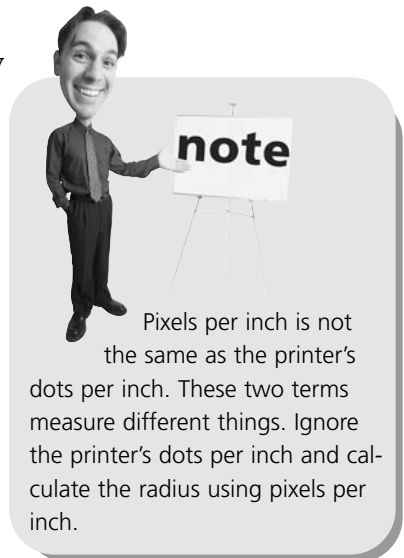 note
Pixels per inch is not
the same as the printer's
dots per inch. These two terms
measure different things. Ignore
the printer's dots per inch and cal-
culate the radius using pixels per
inch.